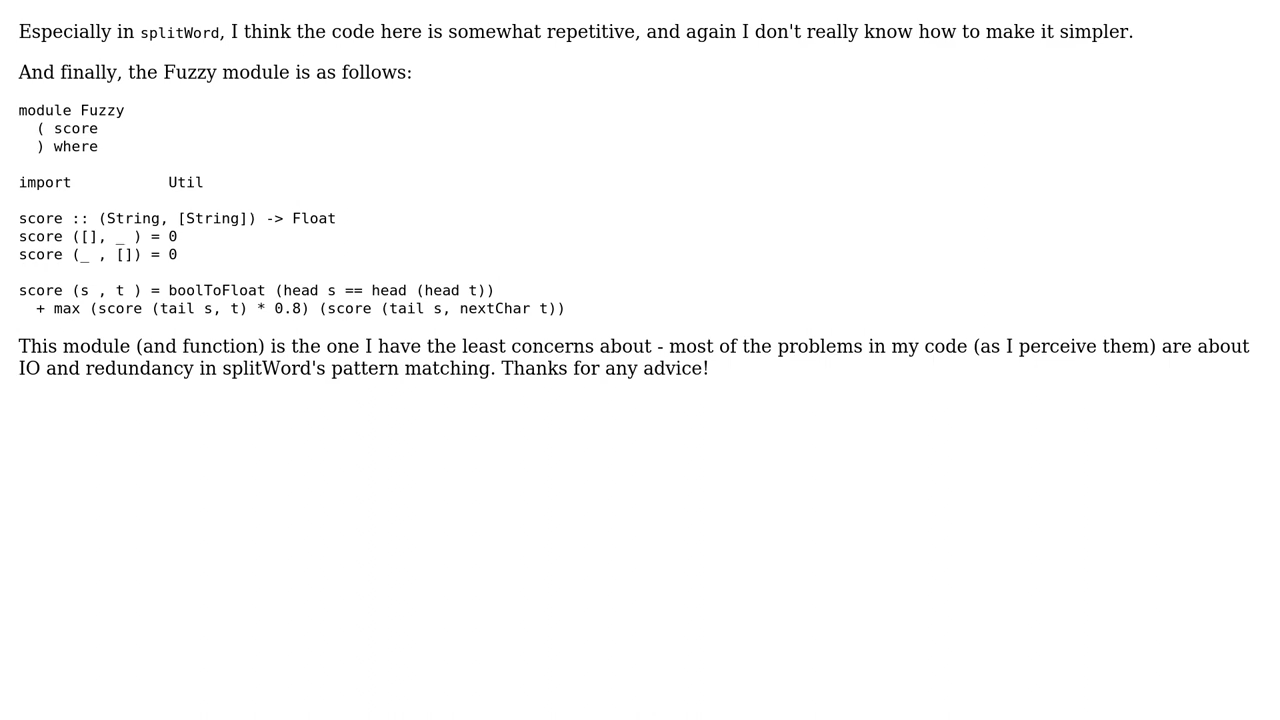 Especially in splitWord, I think the code here is somewhat repetitive, and again I don't really know how to make it simpler.
And finally, the Fuzzy module is as follows:
module Fuzzy
  ( score
  ) where
import           Util
score :: (String, [String]) -> Float
score ([], _ ) = 0
score (_ , []) = 0
score (s , t ) = boolToFloat (head s == head (head t))
  + max (score (tail s, t) * 0.8) (score (tail s, nextChar t))
This module (and function) is the one I have the least concerns about - most of the problems in my code (as I perceive them) are about
IO and redundancy in splitWord's pattern matching. Thanks for any advice!